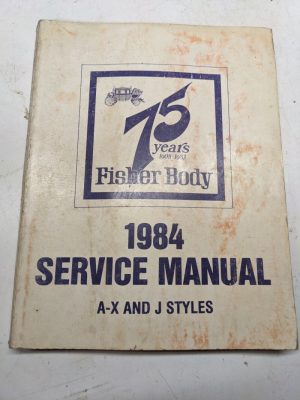 75
years
1908-1983
Fisher Body
1984
SERVICE MANUAL
A-X AND J STYLES